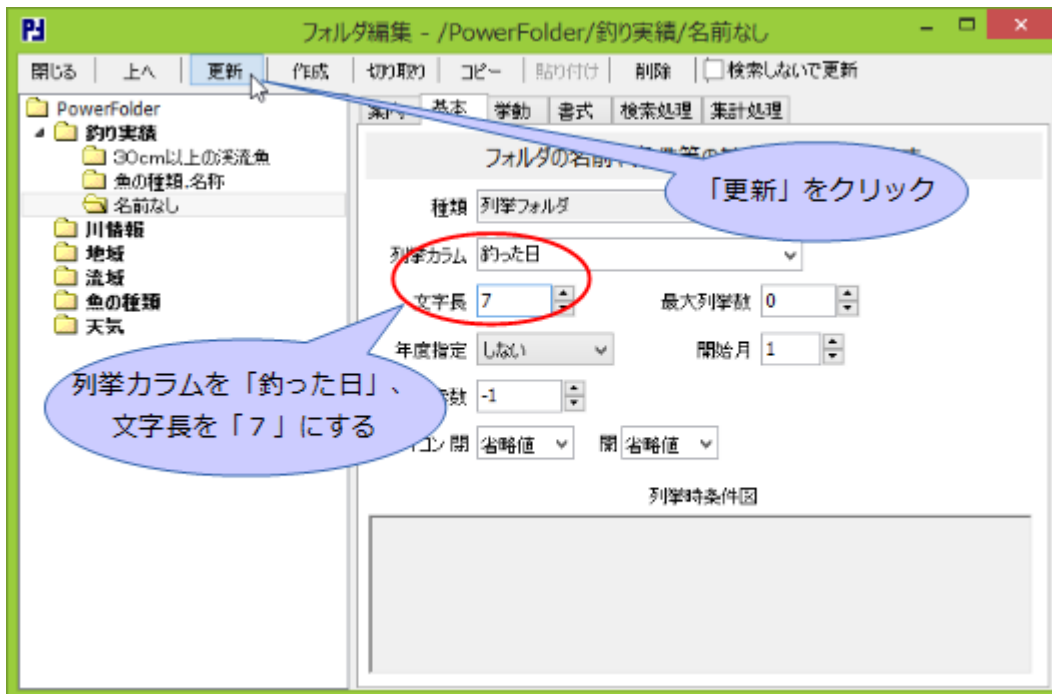 フォルダ編集 - /PowerFolder/釣り実績/名前なし
閉じる 上へ 更新 作成 切り取り コピー 貼り付け 削除 検索しないで更新
PowerFolder
釣り実績
30cm以上の渓流魚
魚の種類.名称
名前なし
川情報
地域
流域
魚の種類
天気
基本 挙動 書式 検索処理 集計処理
フォルダの名前
「更新」をクリック
種類 列挙フォルダ
列挙カラム 釣った日
文字長 7 最大列挙数 0
年度指定 しない 開始月 1
列挙カラムを「釣った日」、
文字長を「7」にする
数 -1
コン 閉 省略値 開 省略値
列挙時条件図